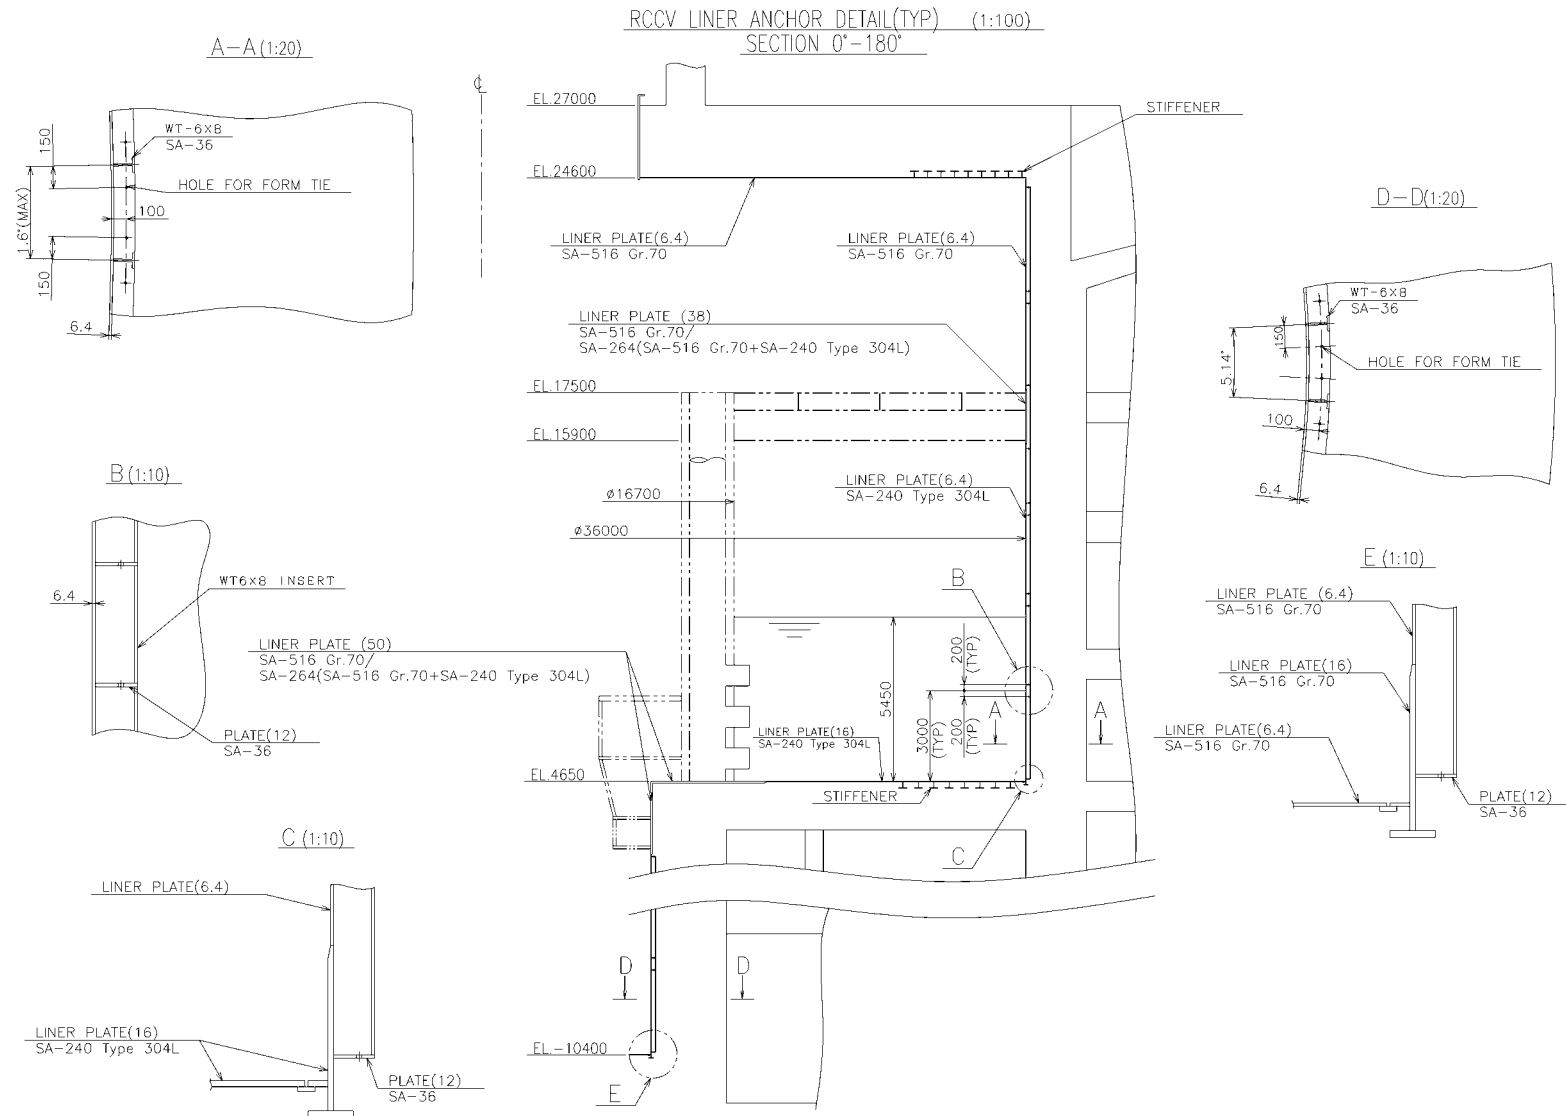 RCCV LINER ANCHOR DETAIL(TYP) (1:100)
SECTION 0°-180°
A-A(1:20)
150
1.6°(MAX)
150
6.4
100
WT-6X8
SA-36
HOLE FOR FORM TIE
B(1:10)
6.4
WT6X8 INSERT
PLATE(12)
SA-36
C(1:10)
LINER PLATE(6.4)
LINER PLATE(16)
SA-240 Type 304L
PLATE(12)
SA-36
℄
EL.27000
EL.24600
EL.17500
EL.15900
EL.4650
EL.-10400
STIFFENER
LINER PLATE(6.4)
SA-516 Gr.70
LINER PLATE(6.4)
SA-516 Gr.70
LINER PLATE (38)
SA-516 Gr.70/
SA-264(SA-516 Gr.70+SA-240 Type 304L)
LINER PLATE(6.4)
SA-240 Type 304L
ø16700
ø36000
LINER PLATE (50)
SA-516 Gr.70/
SA-264(SA-516 Gr.70+SA-240 Type 304L)
B
200
(TYP)
5450
3000
(TYP)
200
(TYP)
A
A
LINER PLATE(16)
SA-240 Type 304L
STIFFENER
C
D
D
E
D-D(1:20)
WT-6X8
SA-36
150
5.14°
HOLE FOR FORM TIE
100
6.4
E(1:10)
LINER PLATE (6.4)
SA-516 Gr.70
LINER PLATE(16)
SA-516 Gr.70
LINER PLATE(6.4)
SA-516 Gr.70
PLATE(12)
SA-36